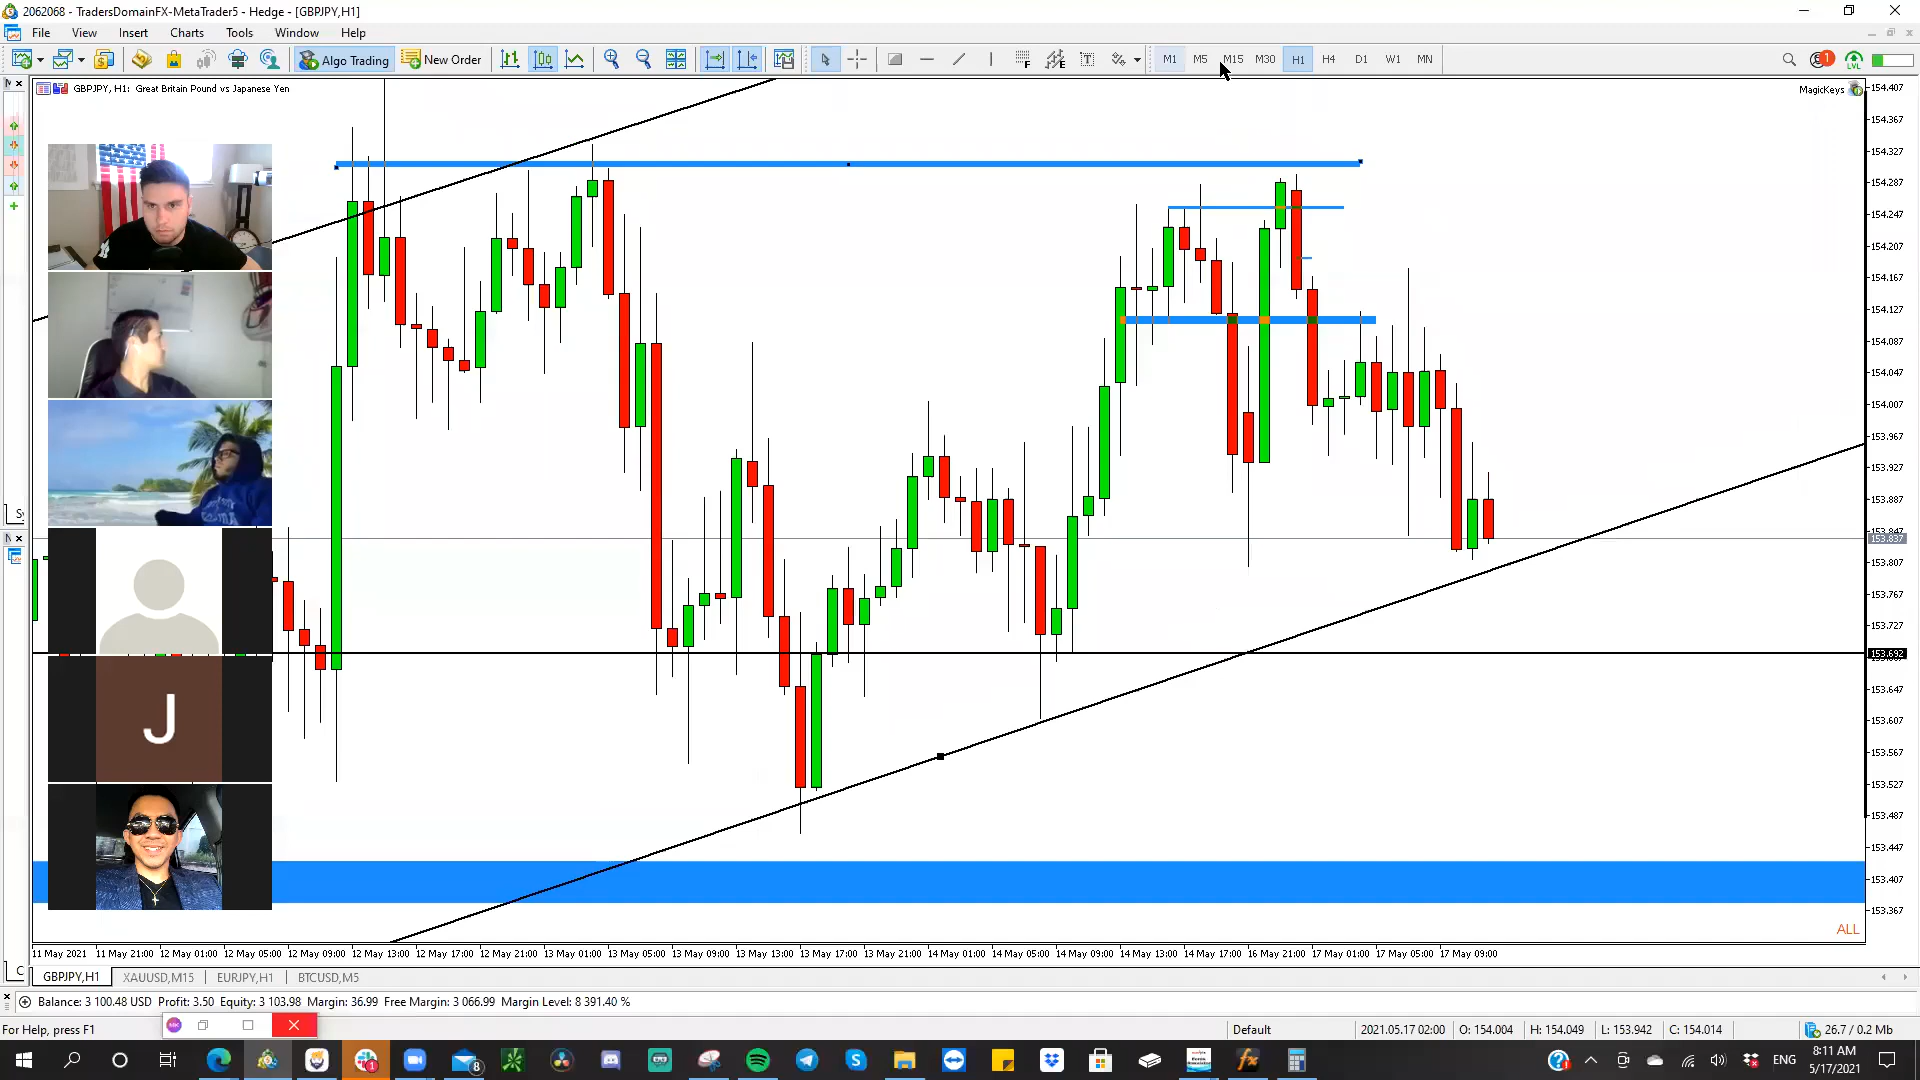 2062068 - TradersDomainFX-MetaTrader5 - Hedge - [GBPJPY,H1]
File View Insert Charts Tools Window Help
Algo Trading New Order M1 M5 M15 M30 H1 H4 D1 W1 MN 1 LVL
GBPJPY, H1: Great Britain Pound vs Japanese Yen
MagicKeys
154.407
154.367
154.327
154.287
154.247
154.207
154.167
154.127
154.087
154.047
154.007
153.967
153.927
153.887
153.847
153.837
153.807
153.767
153.727
153.692
153.647
153.607
153.567
153.527
153.487
153.447
153.407
153.367
J
ALL
11 May 2021 11 May 21:00 12 May 01:00 12 May 05:00 12 May 09:00 12 May 13:00 12 May 17:00 12 May 21:00 13 May 01:00 13 May 05:00 13 May 09:00 13 May 13:00 13 May 17:00 13 May 21:00 14 May 01:00 14 May 05:00 14 May 09:00 14 May 13:00 14 May 17:00 16 May 21:00 17 May 01:00 17 May 05:00 17 May 09:00
GBPJPY,H1 XAUUSD,M15 EURJPY,H1 BTCUSD,M5
Balance: 3 100.48 USD Profit: 3.50 Equity: 3 103.98 Margin: 36.99 Free Margin: 3 066.99 Margin Level: 8 391.40 %
For Help, press F1 Default 2021.05.17 02:00 O: 154.004 H: 154.049 L: 153.942 C: 154.014 26.7 / 0.2 Mb
8 1 ENG 8:11 AM
5/17/2021